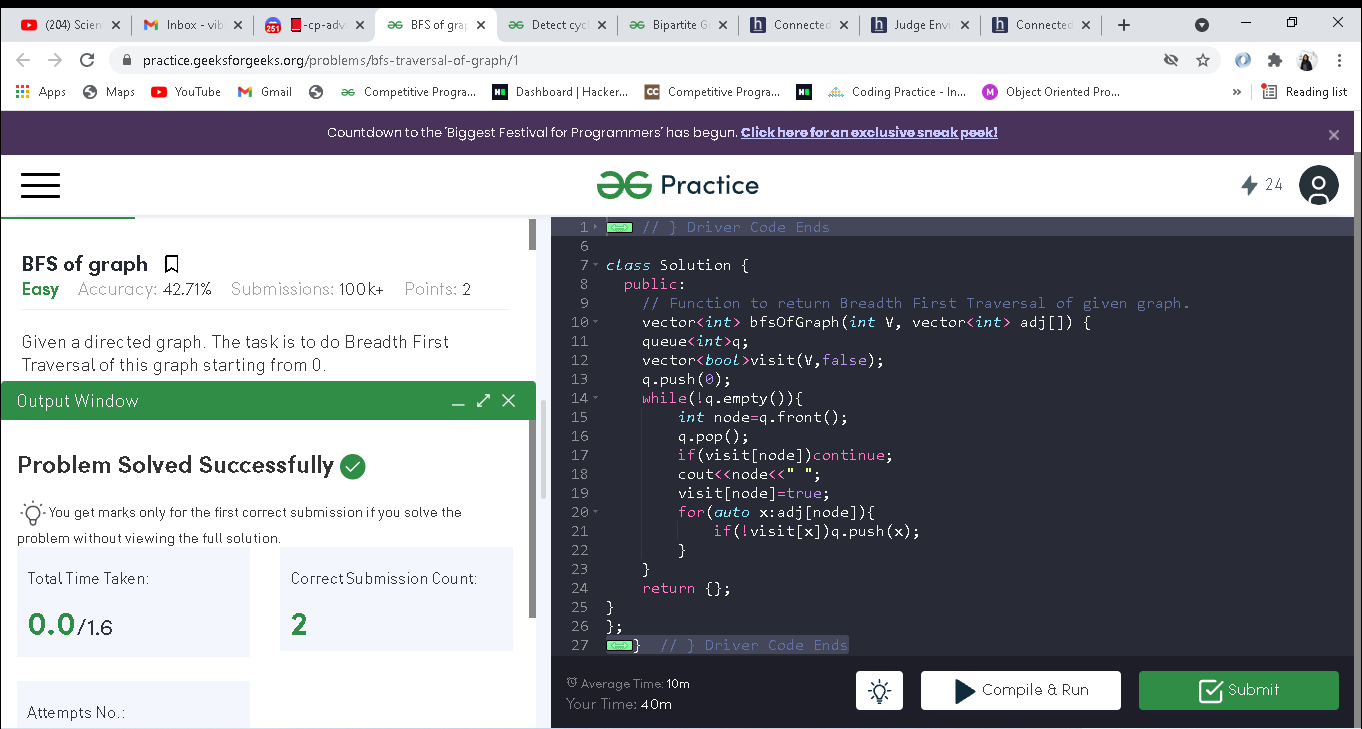 (204) Scien
Inbox - vib
251
-cp-adv
BFS of grap
Detect cycl
Bipartite G
Connected
Judge Envi
Connected
practice.geeksforgeeks.org/problems/bfs-traversal-of-graph/1
Apps
Maps
YouTube
Gmail
Competitive Progra...
Dashboard | Hacker...
Competitive Progra...
Coding Practice - In...
Object Oriented Pro...
»
Reading list
Countdown to the 'Biggest Festival for Programmers' has begun. Click here for an exclusive sneak peek!
Practice
24
BFS of graph
Easy Accuracy: 42.71% Submissions: 100k+ Points: 2
Given a directed graph. The task is to do Breadth First
Traversal of this graph starting from 0.
Output Window
Problem Solved Successfully
You get marks only for the first correct submission if you solve the
problem without viewing the full solution.
Total Time Taken:
0.0/1.6
Correct Submission Count:
2
Attempts No.:
1 // } Driver Code Ends
6
7 class Solution {
8 public:
9 // Function to return Breadth First Traversal of given graph.
10 vector<int> bfsOfGraph(int V, vector<int> adj[]) {
11 queue<int>q;
12 vector<bool>visit(V,false);
13 q.push(0);
14 while(!q.empty()){
15 int node=q.front();
16 q.pop();
17 if(visit[node])continue;
18 cout<<node<<" ";
19 visit[node]=true;
20 for(auto x:adj[node]){
21 if(!visit[x])q.push(x);
22 }
23 }
24 return {};
25 }
26 };
27 } // } Driver Code Ends
Average Time: 10m
Your Time: 40m
Compile & Run
Submit